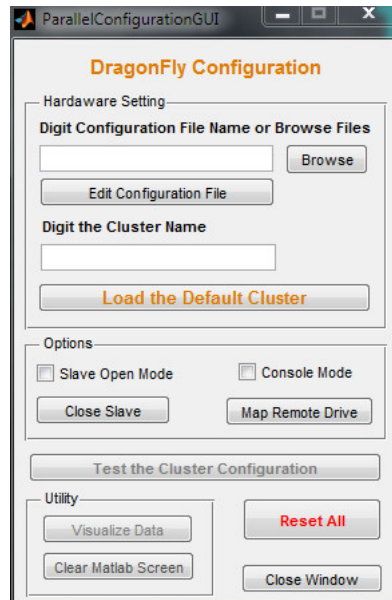 ParallelConfigurationGUI
DragonFly Configuration
Hardware Setting
Digit Configuration File Name or Browse Files
Browse
Edit Configuration File
Digit the Cluster Name
Load the Default Cluster
Options
Slave Open Mode
Console Mode
Close Slave
Map Remote Drive
Test the Cluster Configuration
Utility
Visualize Data
Reset All
Clear Matlab Screen
Close Window